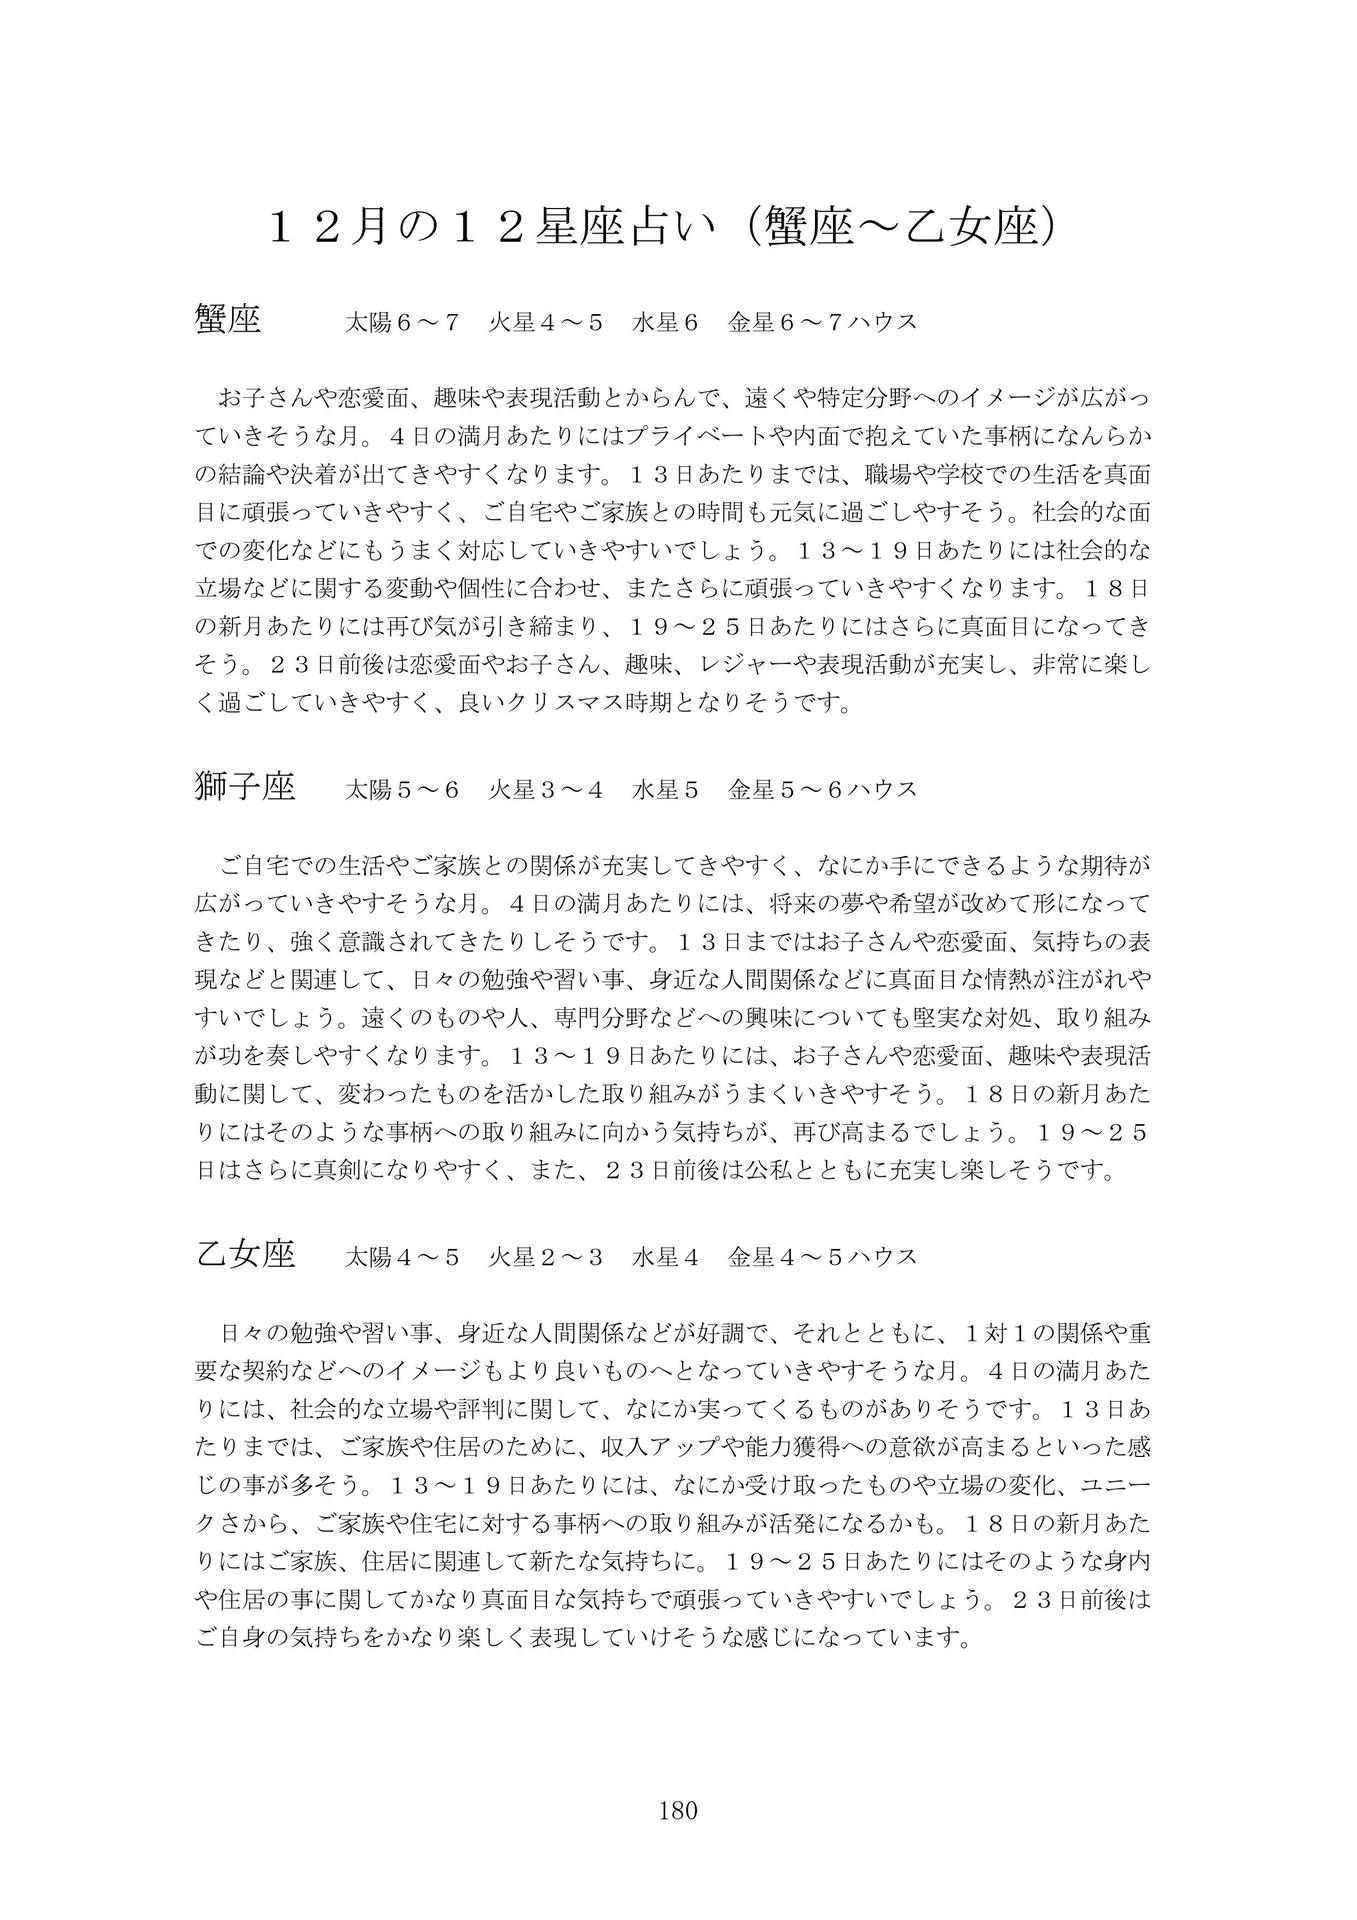 １２月の１２星座占い（蟹座～乙女座）
蟹座　　太陽６～７　火星４～５　水星６　金星６～７ハウス
　お子さんや恋愛面、趣味や表現活動とからんで、遠くや特定分野へのイメージが広がっ
ていきそうな月。４日の満月あたりにはプライベートや内面で抱えていた事柄になんらか
の結論や決着が出てきやすくなります。１３日あたりまでは、職場や学校での生活を真面
目に頑張っていきやすく、ご自宅やご家族との時間も元気に過ごしやすそう。社会的な面
での変化などにもうまく対応していきやすいでしょう。１３～１９日あたりには社会的な
立場などに関する変動や個性に合わせ、またさらに頑張っていきやすくなります。１８日
の新月あたりには再び気が引き締まり、１９～２５日あたりにはさらに真面目になってき
そう。２３日前後は恋愛面やお子さん、趣味、レジャーや表現活動が充実し、非常に楽し
く過ごしていきやすく、良いクリスマス時期となりそうです。
獅子座　　太陽５～６　火星３～４　水星５　金星５～６ハウス
　ご自宅での生活やご家族との関係が充実してきやすく、なにか手にできるような期待が
広がっていきやすそうな月。４日の満月あたりには、将来の夢や希望が改めて形になって
きたり、強く意識されてきたりしそうです。１３日まではお子さんや恋愛面、気持ちの表
現などと関連して、日々の勉強や習い事、身近な人間関係などに真面目な情熱が注がれや
すいでしょう。遠くのものや人、専門分野などへの興味についても堅実な対処、取り組み
が功を奏しやすくなります。１３～１９日あたりには、お子さんや恋愛面、趣味や表現活
動に関して、変わったものを活かした取り組みがうまくいきやすそう。１８日の新月あた
りにはそのような事柄への取り組みに向かう気持ちが、再び高まるでしょう。１９～２５
日はさらに真剣になりやすく、また、２３日前後は公私とともに充実し楽しそうです。
乙女座　　太陽４～５　火星２～３　水星４　金星４～５ハウス
　日々の勉強や習い事、身近な人間関係などが好調で、それとともに、１対１の関係や重
要な契約などへのイメージもより良いものへとなっていきやすそうな月。４日の満月あた
りには、社会的な立場や評判に関して、なにか実ってくるものがありそうです。１３日あ
たりまでは、ご家族や住居のために、収入アップや能力獲得への意欲が高まるといった感
じの事が多そう。１３～１９日あたりには、なにか受け取ったものや立場の変化、ユニー
クさから、ご家族や住宅に対する事柄への取り組みが活発になるかも。１８日の新月あた
りにはご家族、住居に関連して新たな気持ちに。１９～２５日あたりにはそのような身内
や住居の事に関してかなり真面目な気持ちで頑張っていきやすいでしょう。２３日前後は
ご自身の気持ちをかなり楽しく表現していけそうな感じになっています。
180